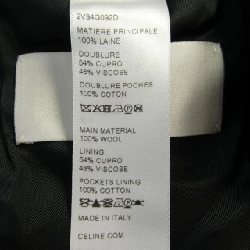 2V34G092D
MATIERE PRINCIPALE
100% LAINE
DOUBLURE
54% CUPRO
46% VISCOSE
DOUBLURE POCHES
100% COTON
MAIN MATERIAL
100% WOOL
LINING
54% CUPRO
46% VISCOSE
POCKETS LINING
100% COTTON
MADE IN ITALY
CELINE.COM